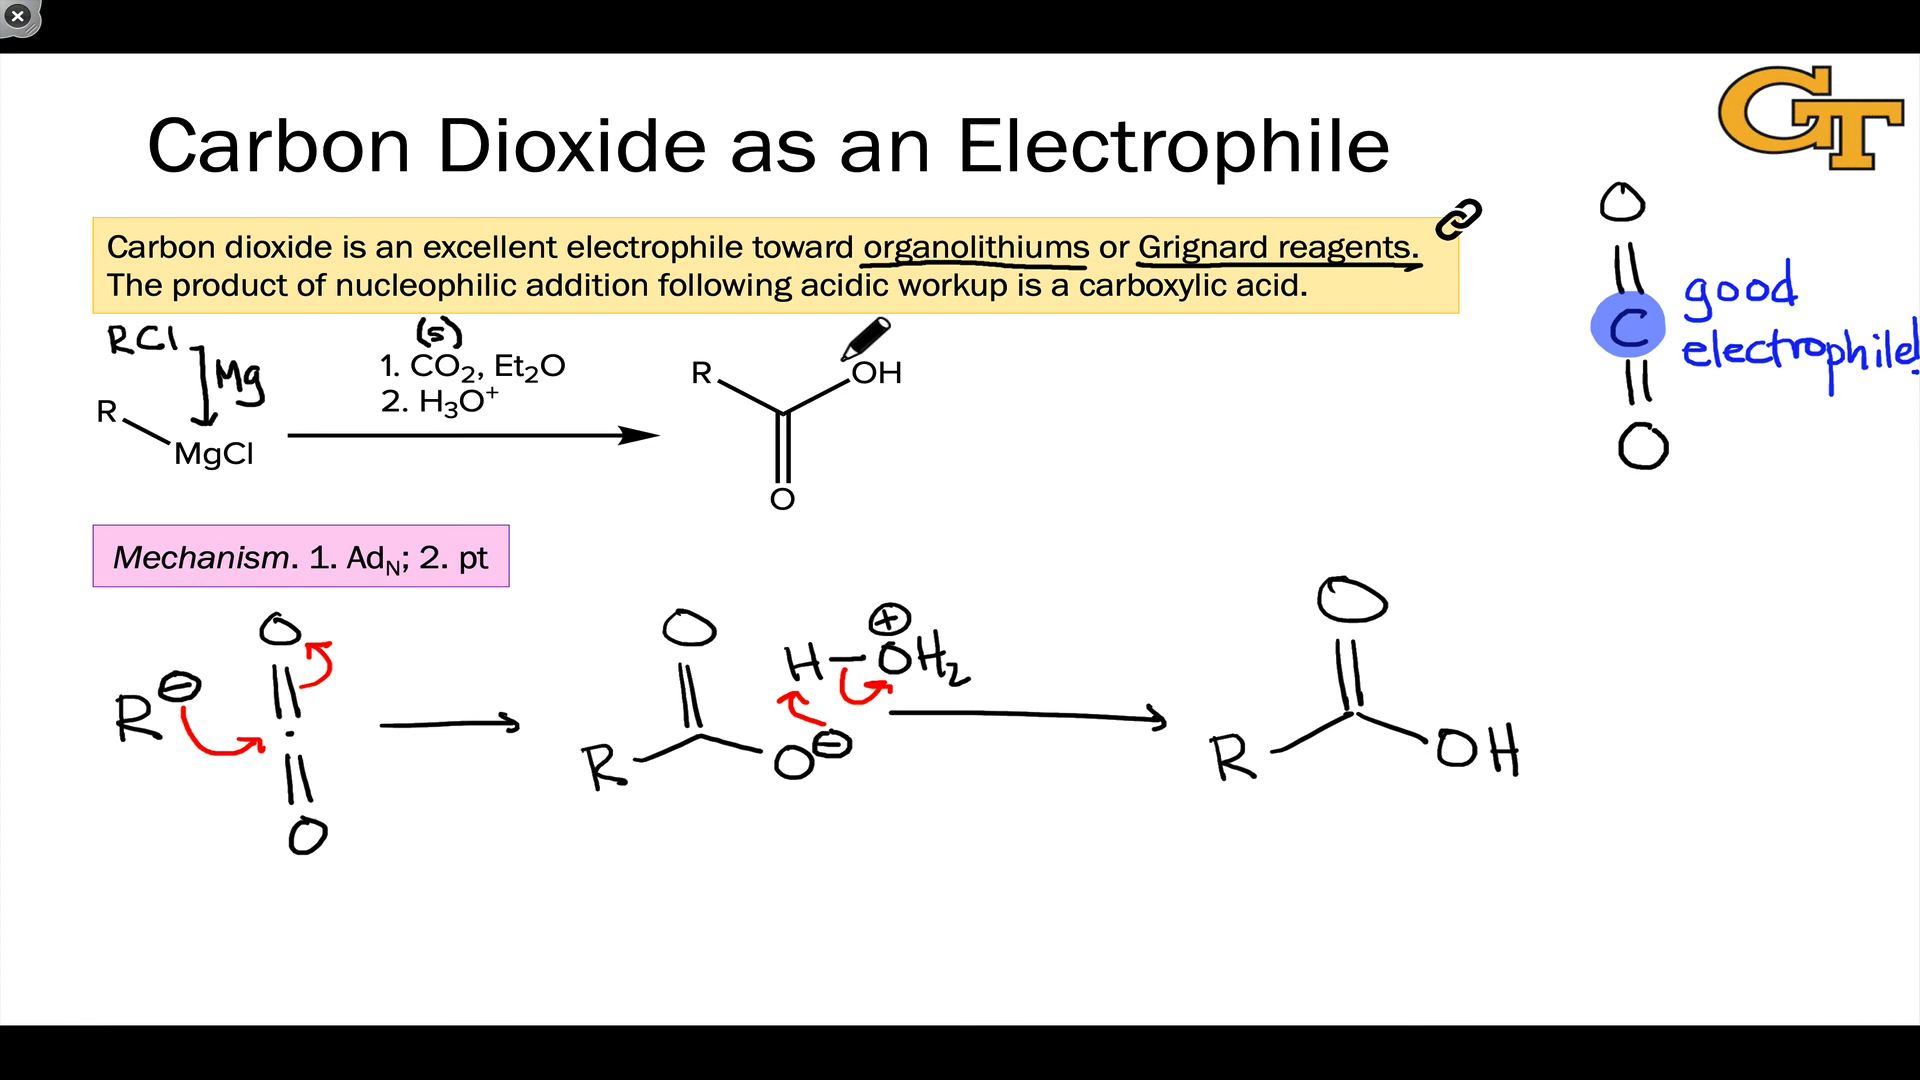 Carbon Dioxide as an Electrophile
GT
Carbon dioxide is an excellent electrophile toward organolithiums or Grignard reagents.
The product of nucleophilic addition following acidic workup is a carboxylic acid.
RCl
Mg
R
MgCl
(s)
1. CO₂, Et₂O
2. H₃O⁺
R
OH
O
O
C
O
good
electrophile!
Mechanism. 1. Ad_N; 2. pt
R⊖
O
O
O
R
O⊖
H–OH₂
⊕
O
R
OH